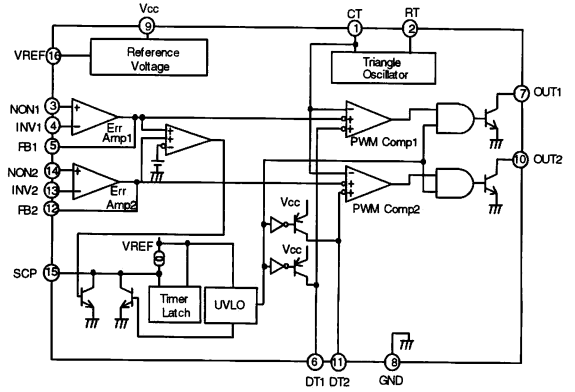 Vcc
9
CT
1
RT
2
VREF
16
Reference
Voltage
Triangle
Oscillator
NON1
3
INV1
4
FB1
5
Err
Amp1
PWM Comp1
7
OUT1
NON2
14
INV2
13
FB2
12
Err
Amp2
PWM Comp2
10
OUT2
Vcc
Vcc
VREF
SCP
15
Timer
Latch
UVLO
6
11
8
DT1
DT2
GND